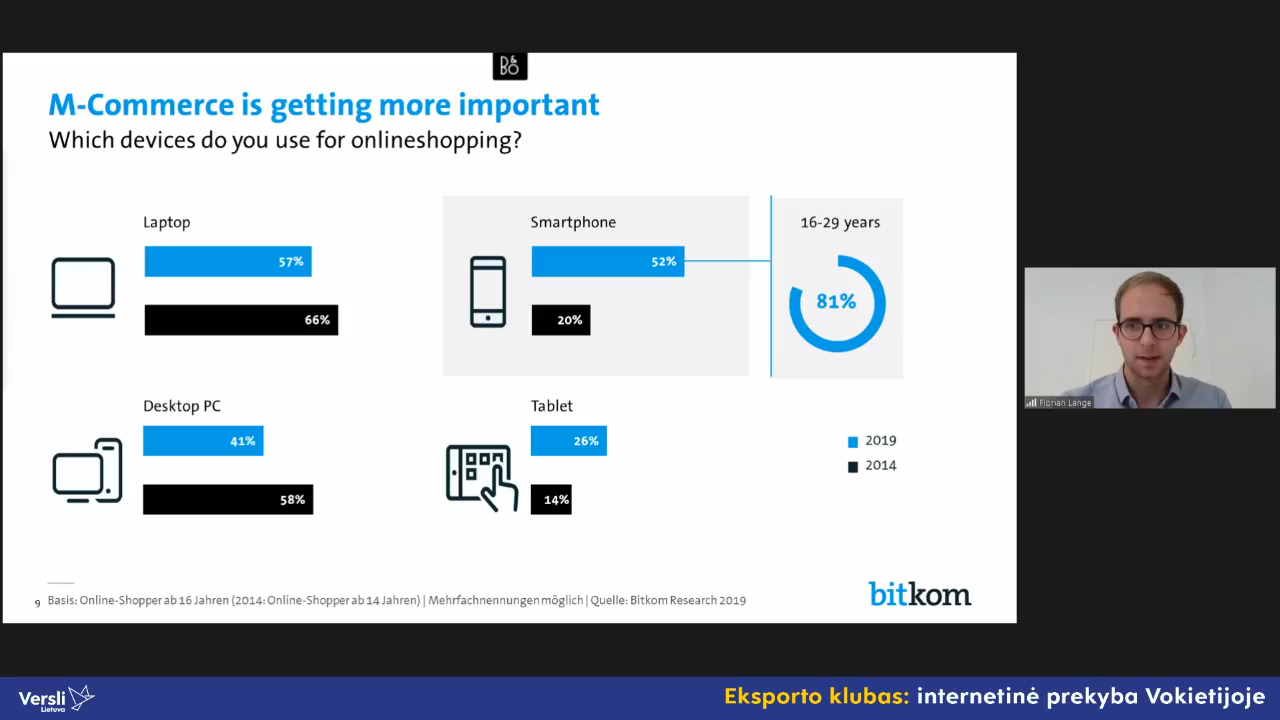 B&
BO
M-Commerce is getting more important
Which devices do you use for onlineshopping?
Laptop
57%
66%
Smartphone
52%
20%
16-29 years
81%
Desktop PC
41%
58%
Tablet
26%
14%
2019
2014
9 Basis: Online-Shopper ab 16 Jahren (2014: Online-Shopper ab 14 Jahren) | Mehrfachnennungen möglich | Quelle: Bitkom Research 2019
bitkom
Florian Lange
Versli
Lietuva
Eksporto klubas: internetinė prekyba Vokietijoje